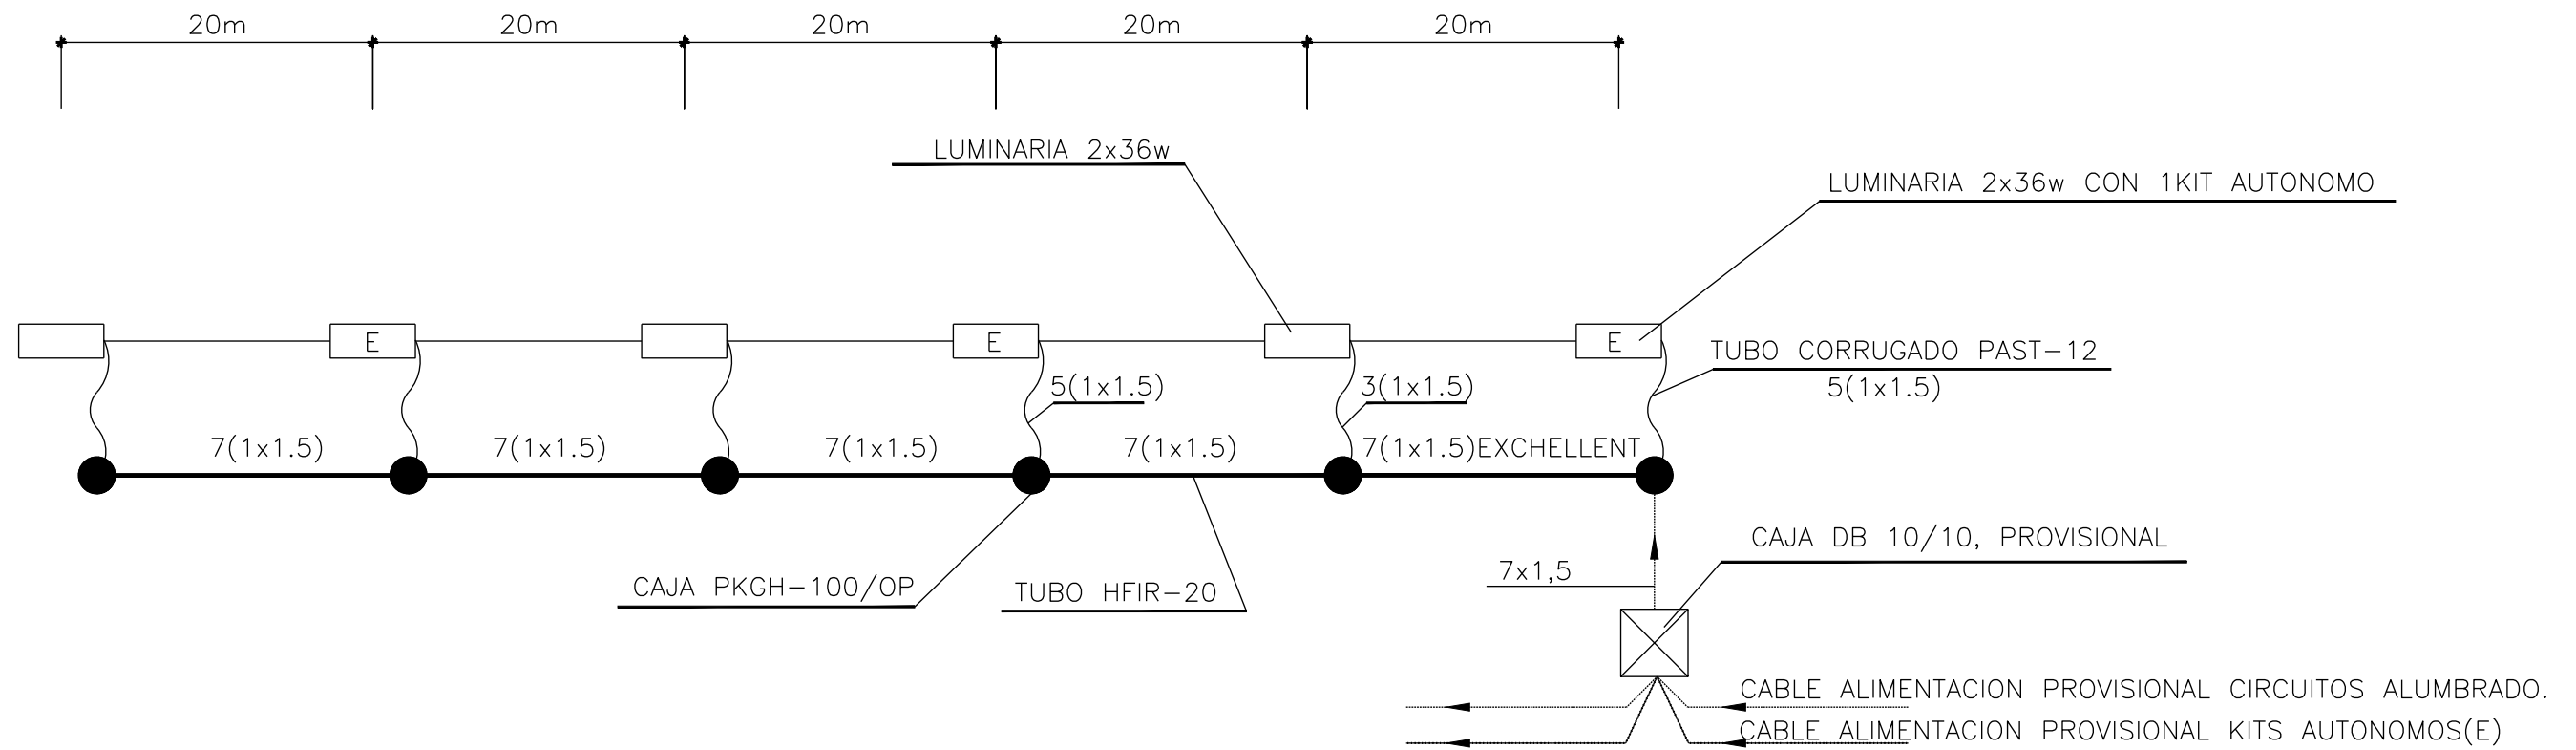 20m 20m 20m 20m 20m
LUMINARIA 2x36w
LUMINARIA 2x36w CON 1KIT AUTONOMO
E E E
TUBO CORRUGADO PAST-12
5(1x1.5)
5(1x1.5) 3(1x1.5)
7(1x1.5) 7(1x1.5) 7(1x1.5) 7(1x1.5) 7(1x1.5)EXCHELLENT
CAJA DB 10/10, PROVISIONAL
7x1,5
CAJA PKGH-100/OP
TUBO HFIR-20
CABLE ALIMENTACION PROVISIONAL CIRCUITOS ALUMBRADO.
CABLE ALIMENTACION PROVISIONAL KITS AUTONOMOS(E)